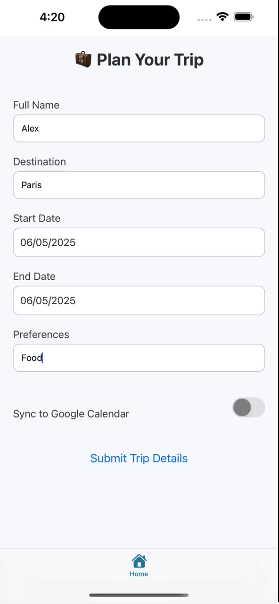 4:20
Plan Your Trip
Full Name
Alex
Destination
Paris
Start Date
06/05/2025
End Date
06/05/2025
Preferences
Food
Sync to Google Calendar
Submit Trip Details
Home